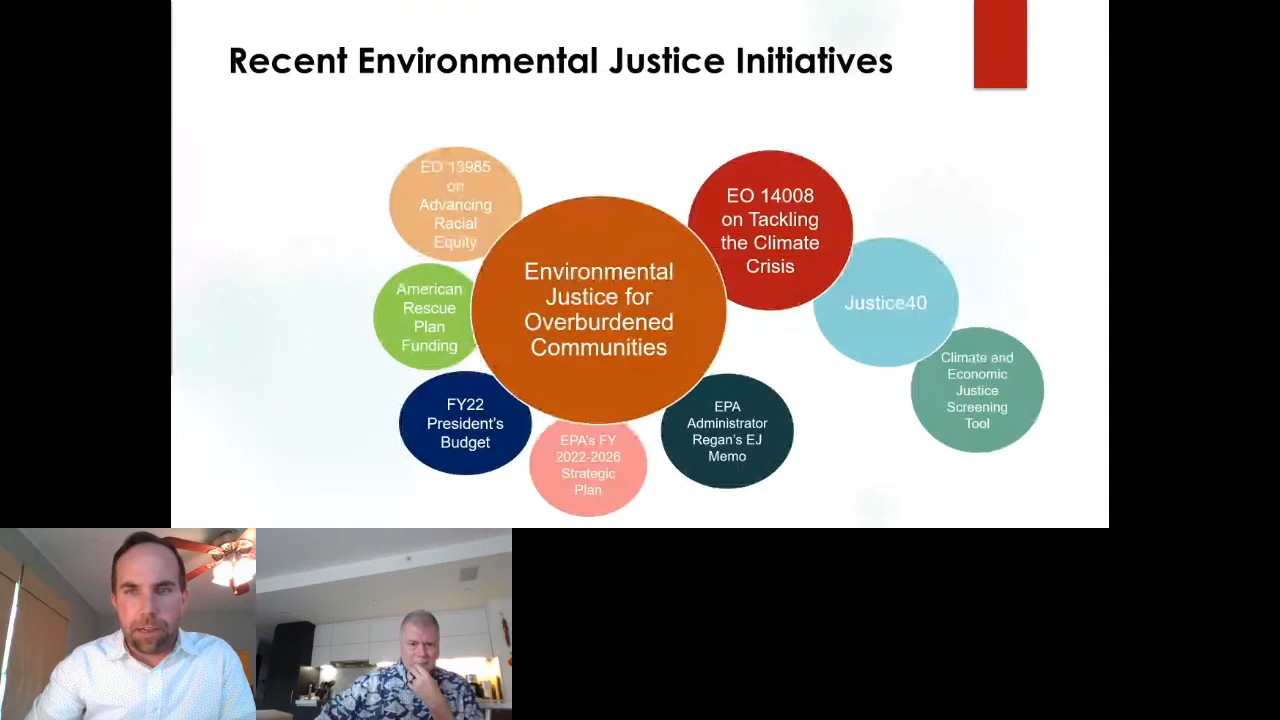 Recent Environmental Justice Initiatives
EO 13985
on
Advancing
Racial
Equity
American
Rescue
Plan
Funding
FY22
President's
Budget
Environmental
Justice for
Overburdened
Communities
EPA's FY
2022-2026
Strategic
Plan
EPA
Administrator
Regan's EJ
Memo
EO 14008
on Tackling
the Climate
Crisis
Justice40
Climate and
Economic
Justice
Screening
Tool